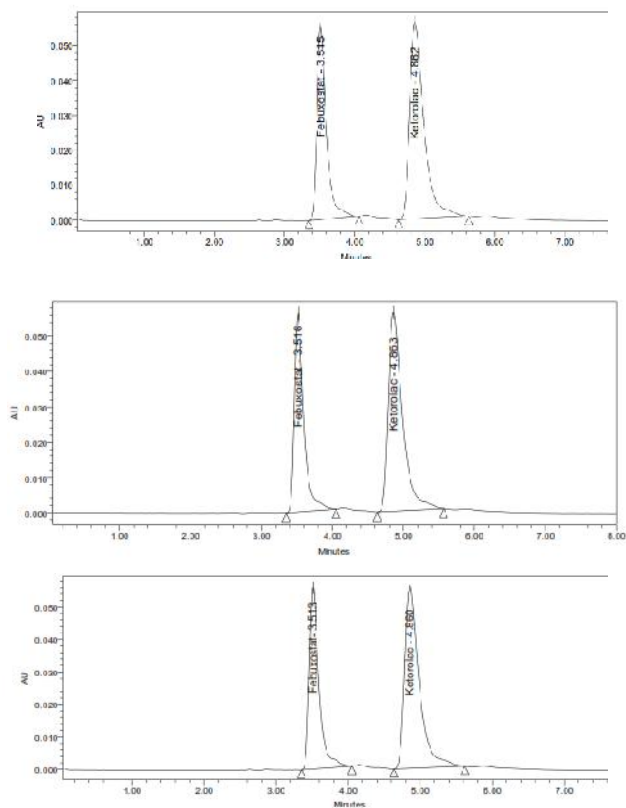 0.050
0.040
0.030
0.020
0.010
0.000
AU
Febuxostat - 3.515
Ketorolac - 4.862
1.00 2.00 3.00 4.00 5.00 6.00 7.00
Minutes
0.050
0.040
0.030
0.020
0.010
0.000
AU
Febuxostat - 3.516
Ketorolac - 4.863
1.00 2.00 3.00 4.00 5.00 6.00 7.00 8.00
Minutes
0.050
0.040
0.030
0.020
0.010
0.000
AU
Febuxostat - 3.513
Ketorolac - 4.860
1.00 2.00 3.00 4.00 5.00 6.00 7.00
Minutes